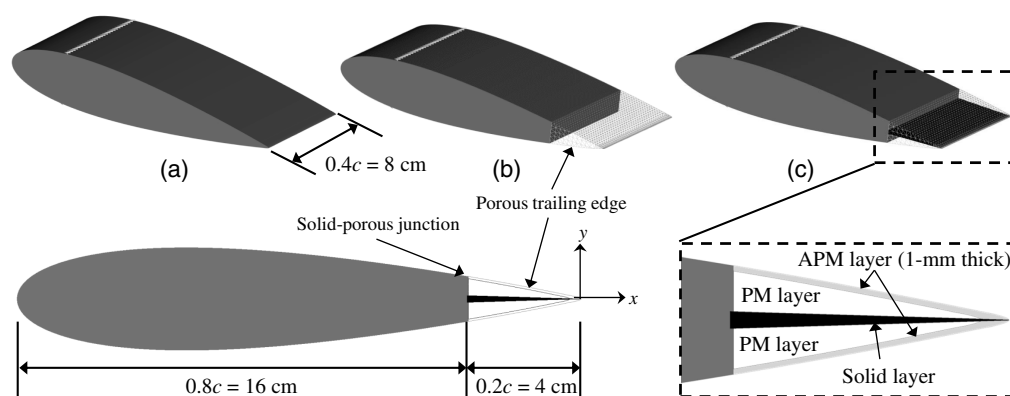 (a)
(b)
(c)
0.4c = 8 cm
Porous trailing edge
Solid-porous junction
y
x
0.8c = 16 cm
0.2c = 4 cm
APM layer (1-mm thick)
PM layer
PM layer
Solid layer